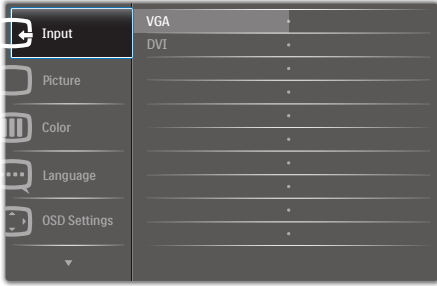 Input
Picture
Color
Language
OSD Settings
VGA
DVI